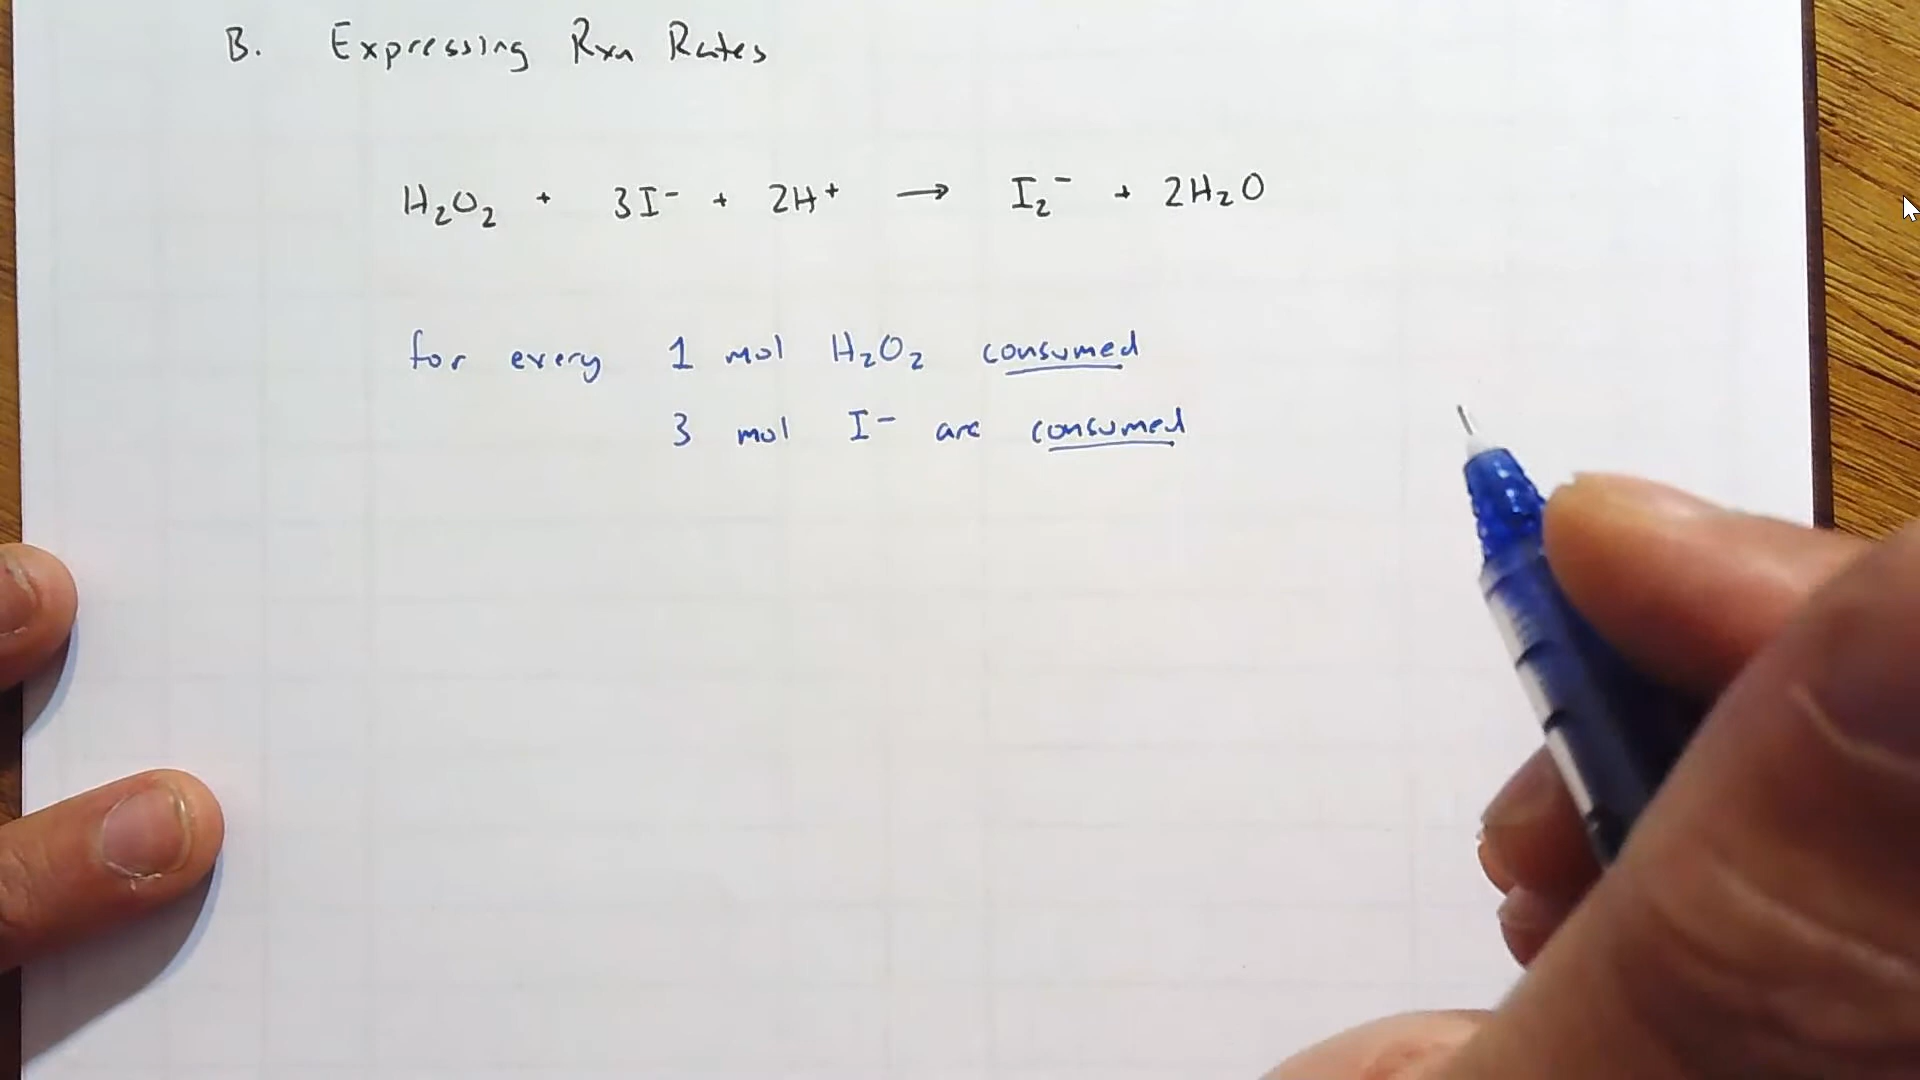 B. Expressing Rxn Rates
H₂O₂ + 3I⁻ + 2H⁺ → I₂⁻ + 2H₂O
for every 1 mol H₂O₂ consumed
3 mol I⁻ are consumed